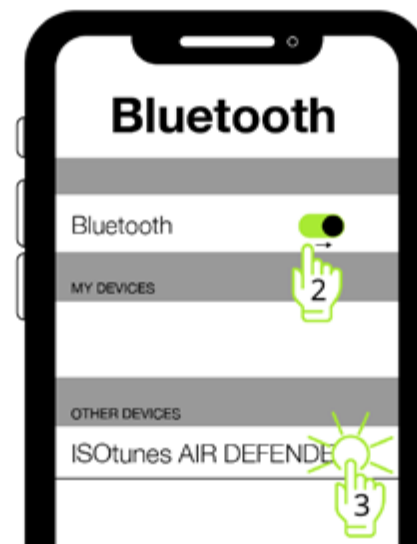 Bluetooth
Bluetooth
2
MY DEVICES
OTHER DEVICES
ISOtunes AIR DEFENDE
3